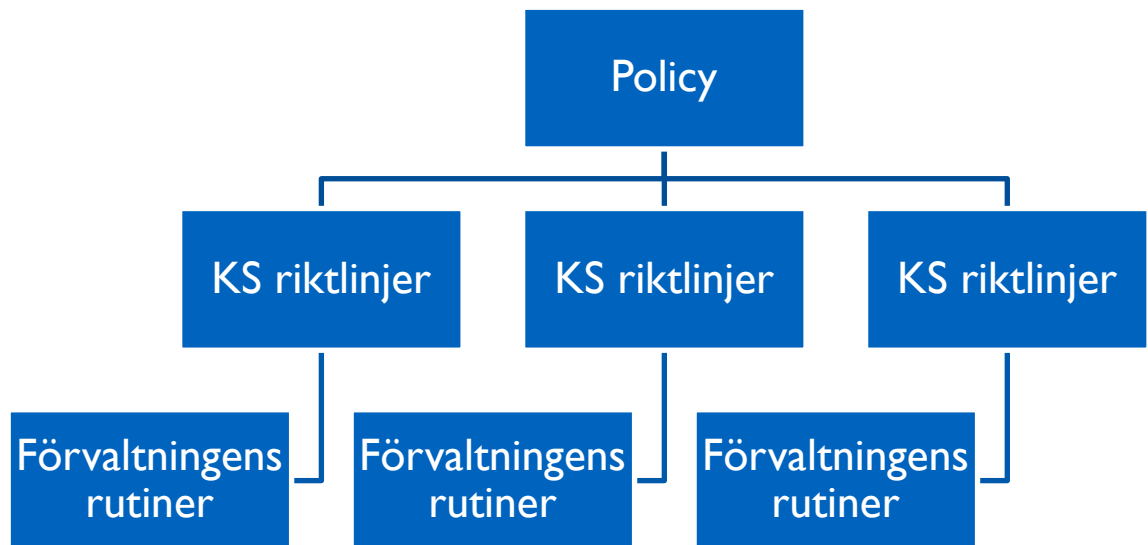 Policy
KS riktlinjer
KS riktlinjer
KS riktlinjer
Förvaltningens
rutiner
Förvaltningens
rutiner
Förvaltningens
rutiner